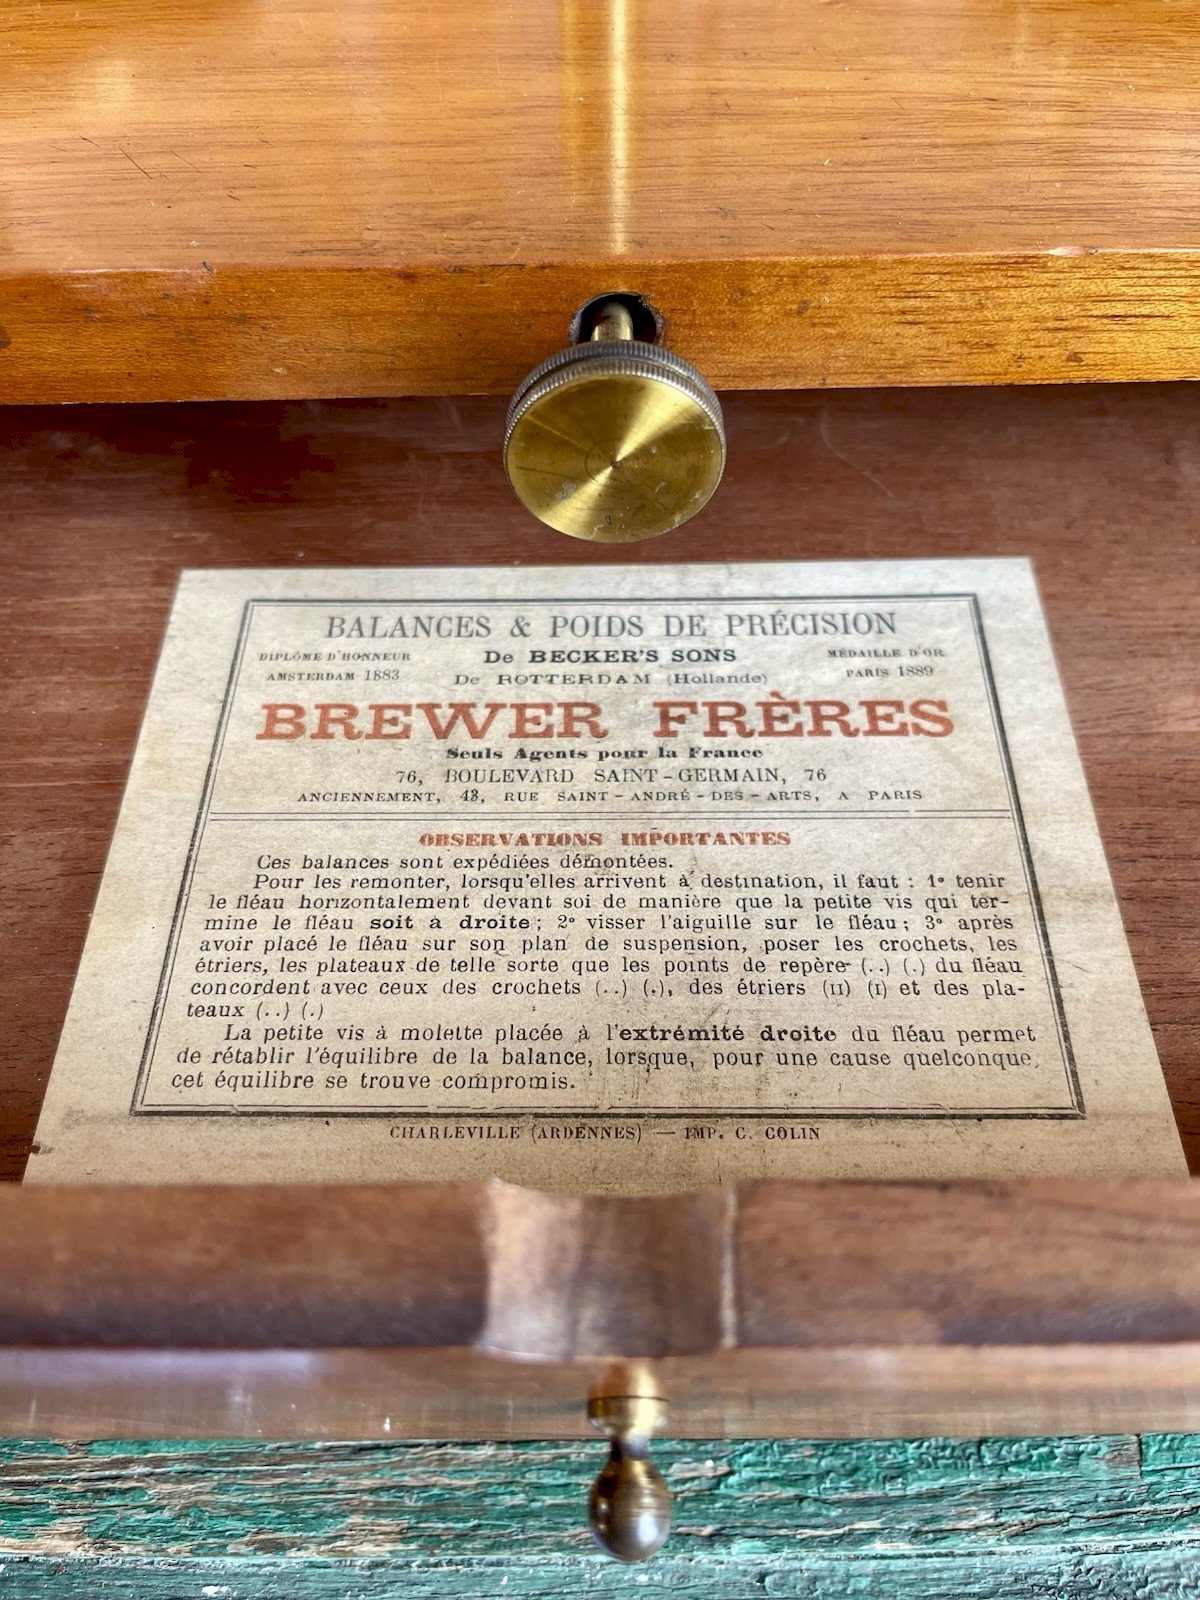 BALANCES & POIDS DE PRÉCISION
DIPLÔME D'HONNEUR De BECKER'S SONS MÉDAILLE D'OR
AMSTERDAM 1883 De ROTTERDAM (Hollande) PARIS 1889
BREWER FRÈRES
Seuls Agents pour la France
76, BOULEVARD SAINT-GERMAIN, 76
ANCIENNEMENT, 43, RUE SAINT-ANDRÉ-DES-ARTS, A PARIS
OBSERVATIONS IMPORTANTES
Ces balances sont expédiées démontées.
Pour les remonter, lorsqu'elles arrivent à destination, il faut : 1° tenir
le fléau horizontalement devant soi de manière que la petite vis qui ter-
mine le fléau soit à droite ; 2° visser l'aiguille sur le fléau ; 3° après
avoir placé le fléau sur son plan de suspension, poser les crochets, les
étriers, les plateaux de telle sorte que les points de repère (..) (.) du fléau
concordent avec ceux des crochets (..) (.), des étriers (II) (I) et des pla-
teaux (..) (.)
La petite vis à molette placée à l'extrémité droite du fléau permet
de rétablir l'équilibre de la balance, lorsque, pour une cause quelconque,
cet équilibre se trouve compromis.
CHARLEVILLE (ARDENNES) — IMP. C. COLIN